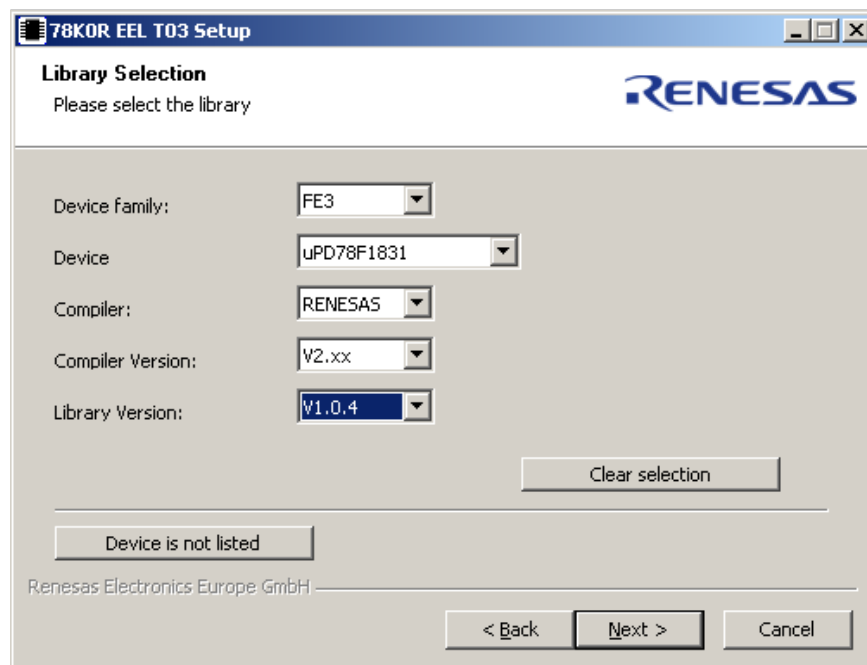 78K0R EEL T03 Setup
Library Selection
Please select the library
RENESAS
Device family: FE3
Device uPD78F1831
Compiler: RENESAS
Compiler Version: V2.xx
Library Version: V1.0.4
Clear selection
Device is not listed
Renesas Electronics Europe GmbH
< Back Next > Cancel